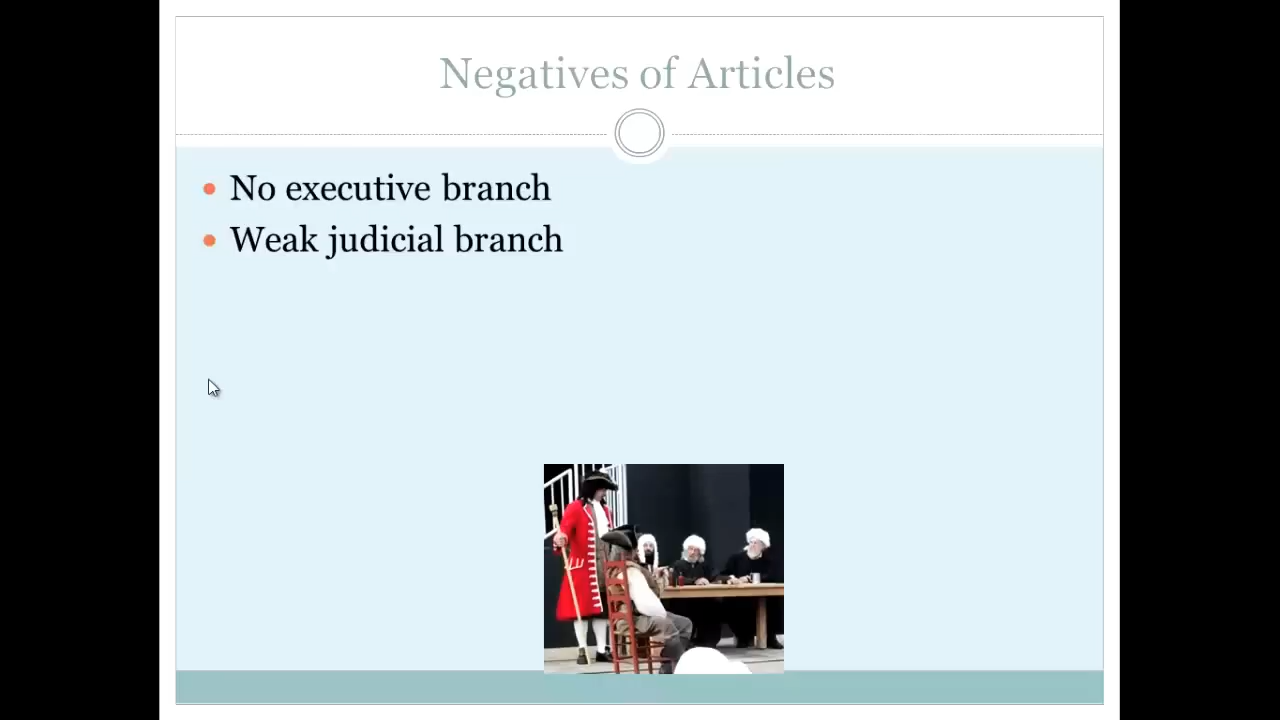 Negatives of Articles
No executive branch
Weak judicial branch